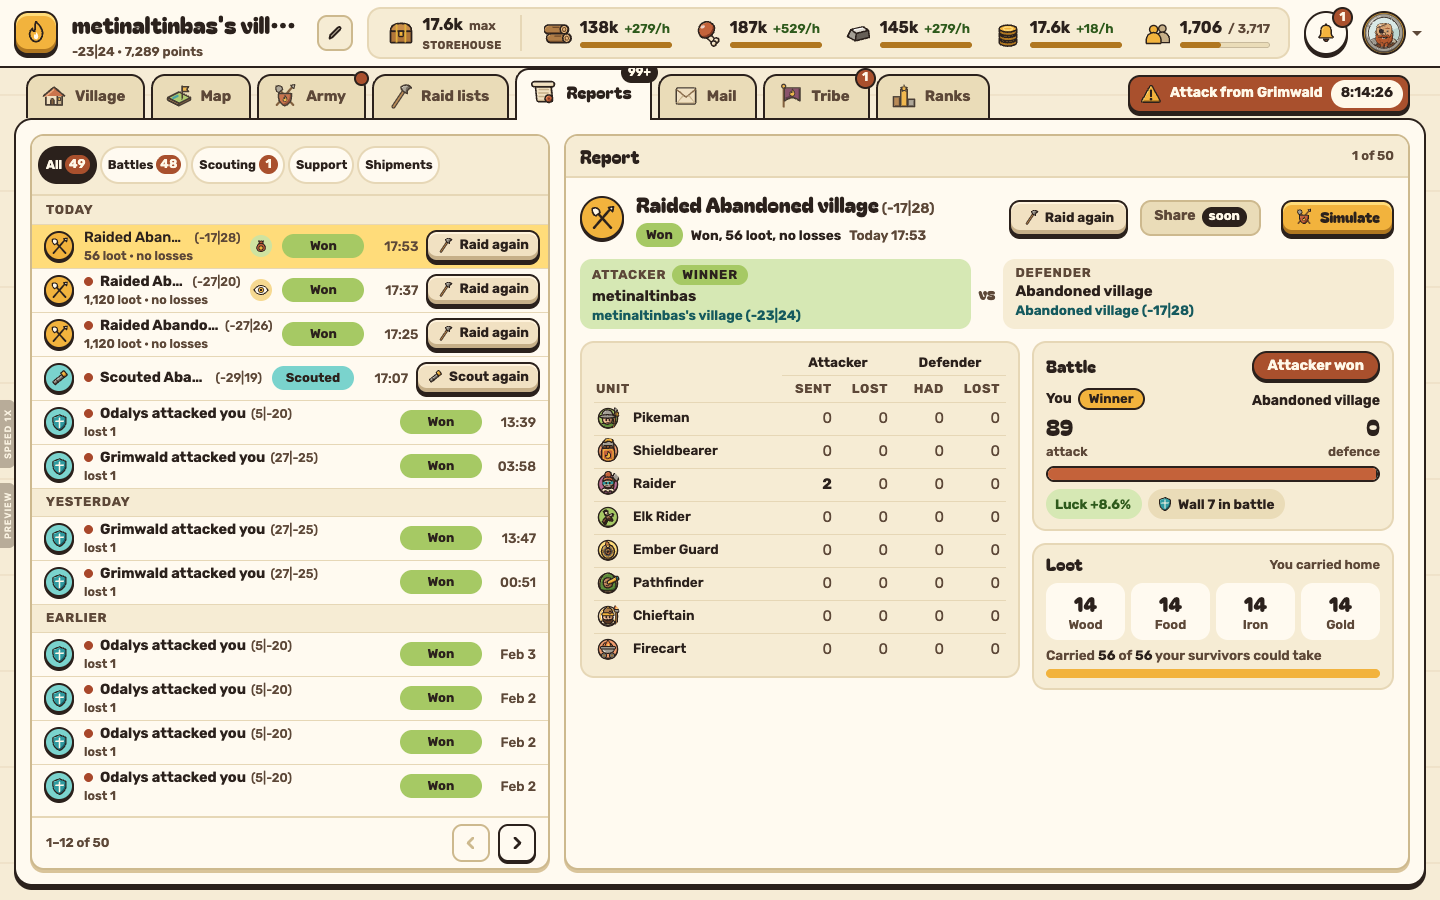 metinaltinbas's vill•••
-23|24 • 7,289 points
17.6k max
STOREHOUSE
138k +279/h
187k +529/h
145k +279/h
17.6k +18/h
1,706 / 3,717
1
Village
Map
Army
Raid lists
Reports
99+
Mail
Tribe
1
Ranks
Attack from Grimwald 8:14:26
All 49
Battles 48
Scouting 1
Support
Shipments
TODAY
Raided Aban... (-17|28)
56 loot • no losses
Won
17:53
Raid again
Raided Ab... (-27|20)
1,120 loot • no losses
Won
17:37
Raid again
Raided Abando... (-27|26)
1,120 loot • no losses
Won
17:25
Raid again
Scouted Aba... (-29|19)
Scouted
17:07
Scout again
Odalys attacked you (5|-20)
lost 1
Won
13:39
Grimwald attacked you (27|-25)
lost 1
Won
03:58
YESTERDAY
Grimwald attacked you (27|-25)
lost 1
Won
13:47
Grimwald attacked you (27|-25)
lost 1
Won
00:51
EARLIER
Odalys attacked you (5|-20)
lost 1
Won
Feb 3
Odalys attacked you (5|-20)
lost 1
Won
Feb 2
Odalys attacked you (5|-20)
lost 1
Won
Feb 2
Odalys attacked you (5|-20)
lost 1
Won
Feb 2
1–12 of 50
SPEED 1X
PREVIEW
Report
1 of 50
Raided Abandoned village (-17|28)
Won Won, 56 loot, no losses Today 17:53
Raid again
Share soon
Simulate
ATTACKER WINNER
metinaltinbas
metinaltinbas's village (-23|24)
vs
DEFENDER
Abandoned village
Abandoned village (-17|28)
Attacker Defender
UNIT SENT LOST HAD LOST
Pikeman 0 0 0 0
Shieldbearer 0 0 0 0
Raider 2 0 0 0
Elk Rider 0 0 0 0
Ember Guard 0 0 0 0
Pathfinder 0 0 0 0
Chieftain 0 0 0 0
Firecart 0 0 0 0
Battle
Attacker won
You Winner
Abandoned village
89 0
attack defence
Luck +8.6%
Wall 7 in battle
Loot
You carried home
14 14 14 14
Wood Food Iron Gold
Carried 56 of 56 your survivors could take